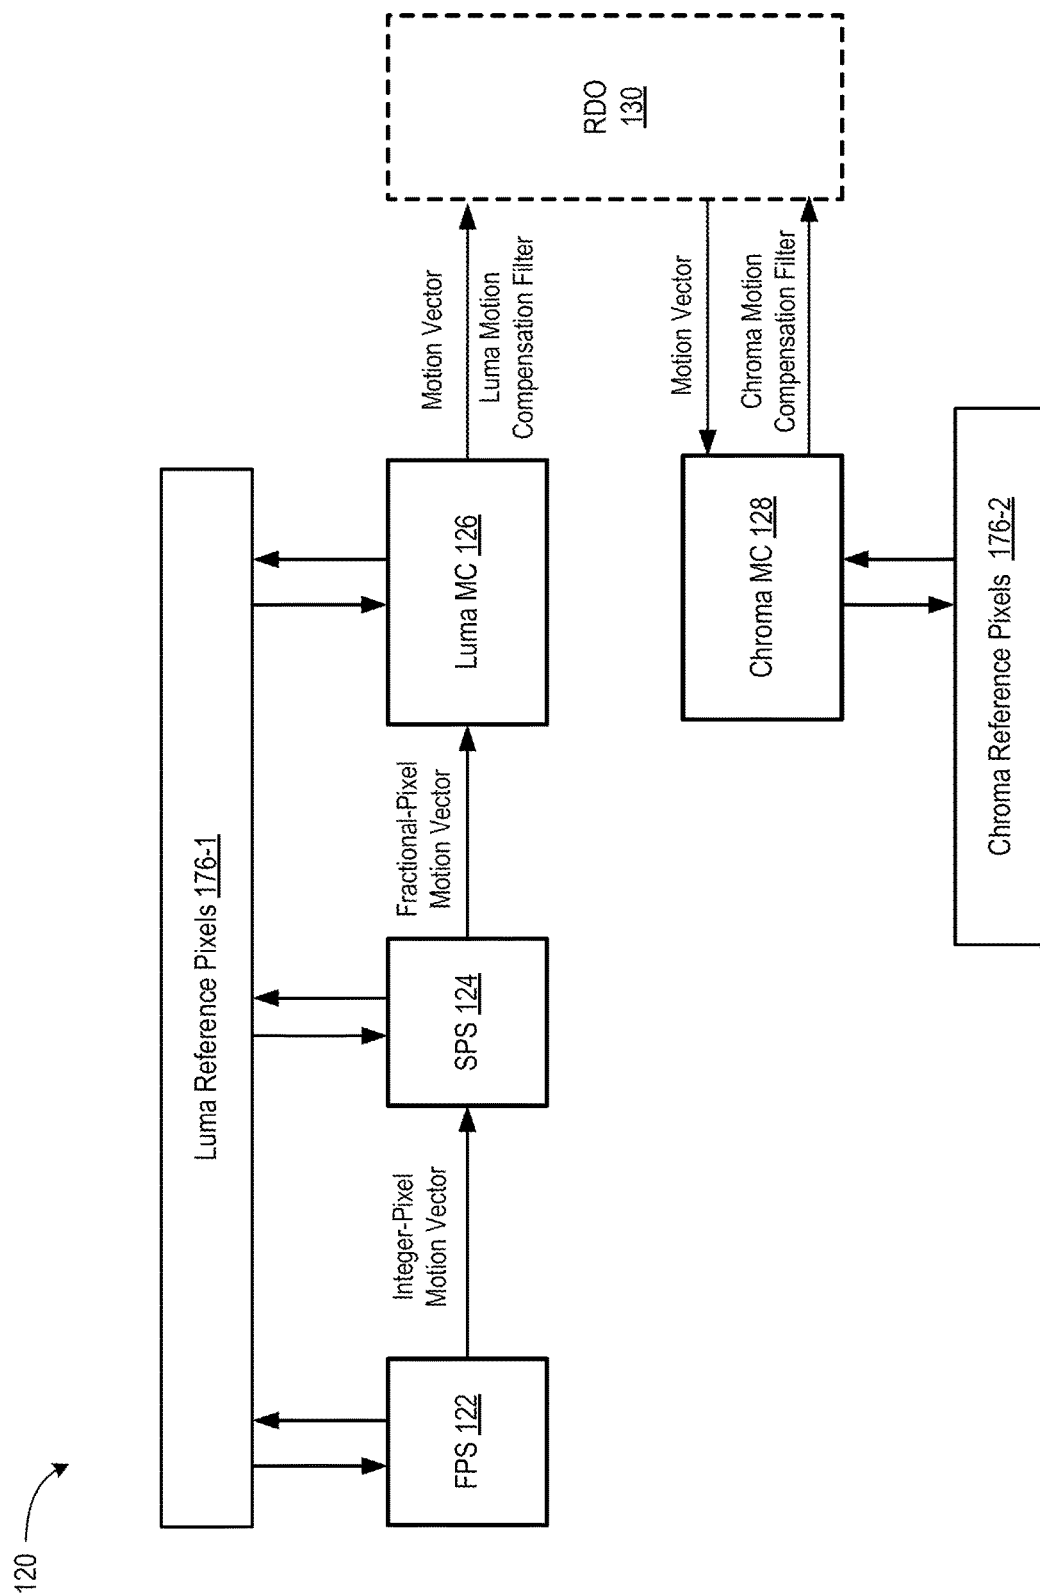 120
Luma Reference Pixels 176-1
FPS 122
Integer-Pixel
Motion Vector
SPS 124
Fractional-Pixel
Motion Vector
Luma MC 126
Motion Vector
Luma Motion
Compensation Filter
RDO
130
Motion Vector
Chroma Motion
Compensation Filter
Chroma MC 128
Chroma Reference Pixels 176-2